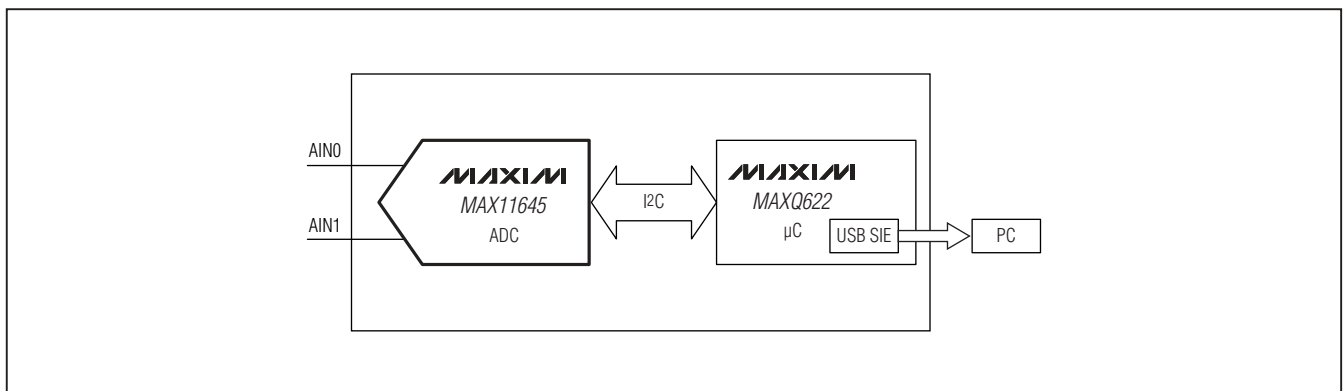 AIN0
AIN1
MAXIM
MAX11645
ADC
I2C
MAXIM
MAXQ622
µC
USB SIE
PC